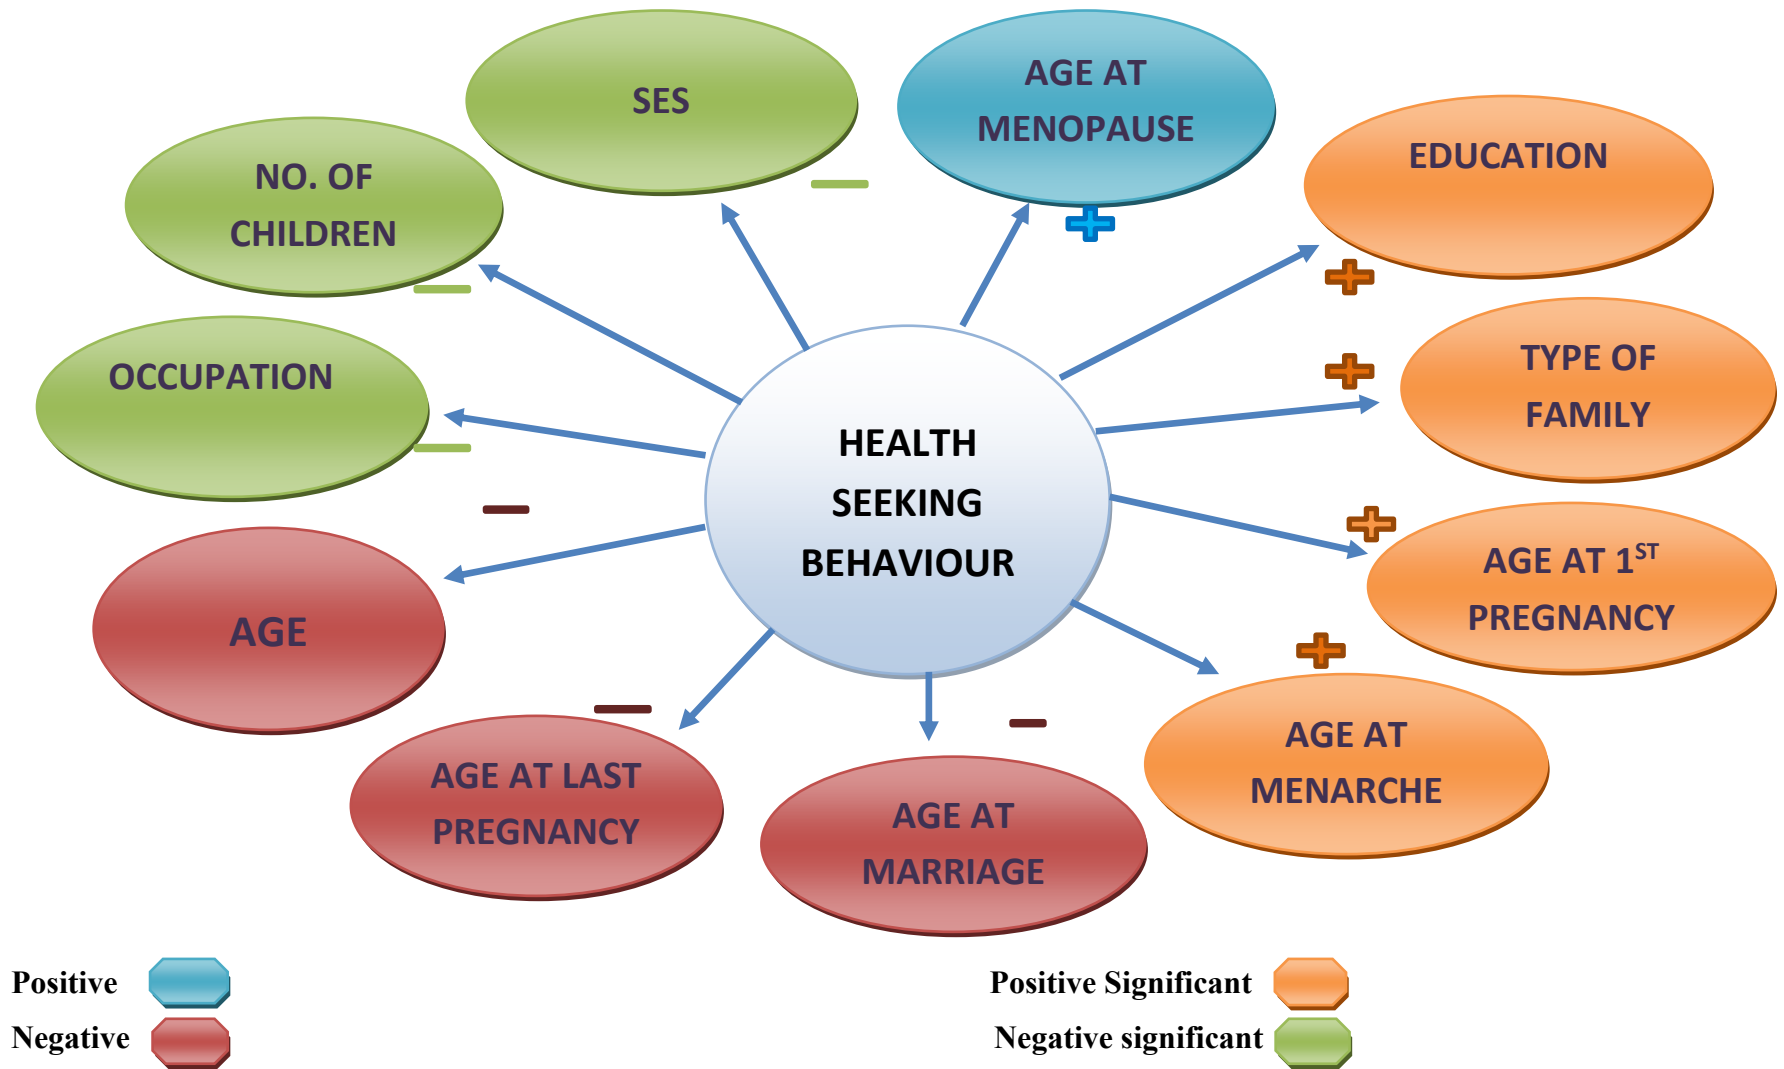 SES
AGE AT
MENOPAUSE
EDUCATION
NO. OF
CHILDREN
TYPE OF
FAMILY
OCCUPATION
HEALTH
SEEKING
BEHAVIOUR
AGE AT 1ST
PREGNANCY
AGE
AGE AT
MENARCHE
AGE AT LAST
PREGNANCY
AGE AT
MARRIAGE
Positive
Negative
Positive Significant
Negative significant